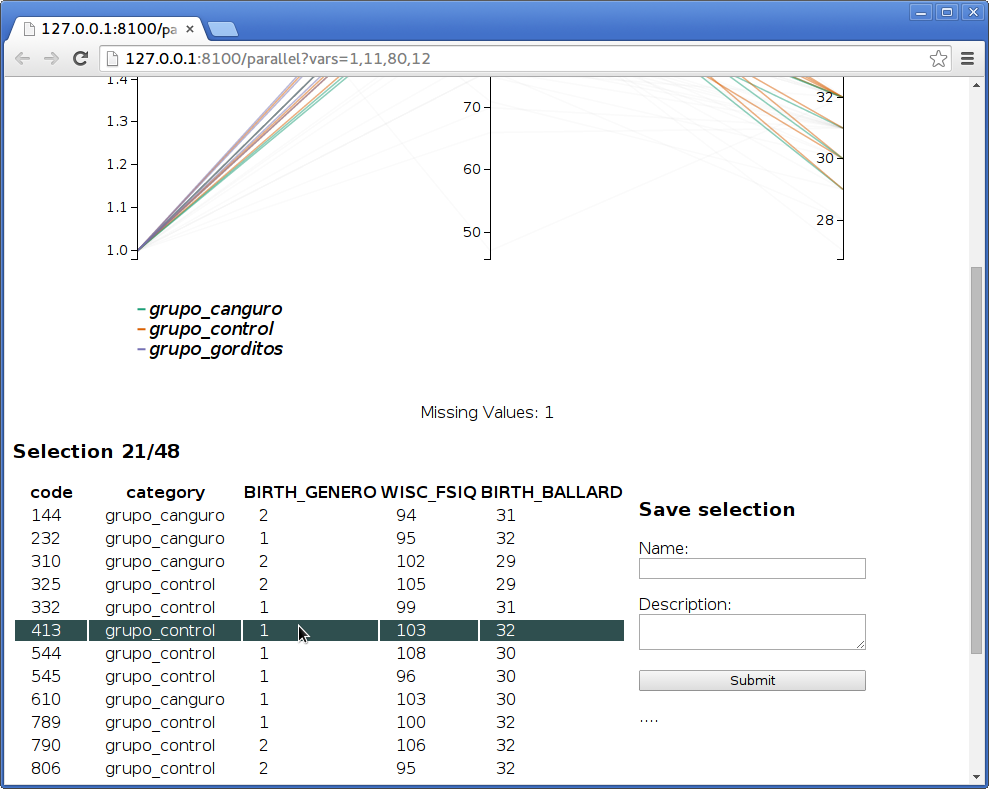 127.0.0.1:8100/pa
127.0.0.1:8100/parallel?vars=1,11,80,12
1.4
1.3
1.2
1.1
1.0
70
60
50
32
30
28
grupo_canguro
grupo_control
grupo_gorditos
Missing Values: 1
Selection 21/48
code category BIRTH_GENERO WISC_FSIQ BIRTH_BALLARD
144 grupo_canguro 2 94 31
232 grupo_canguro 1 95 32
310 grupo_canguro 2 102 29
325 grupo_control 2 105 29
332 grupo_control 1 99 31
413 grupo_control 1 103 32
544 grupo_control 1 108 30
545 grupo_control 1 96 30
610 grupo_canguro 1 103 30
789 grupo_control 1 100 32
790 grupo_control 2 106 32
806 grupo_control 2 95 32
Save selection
Name:
Description:
Submit
....